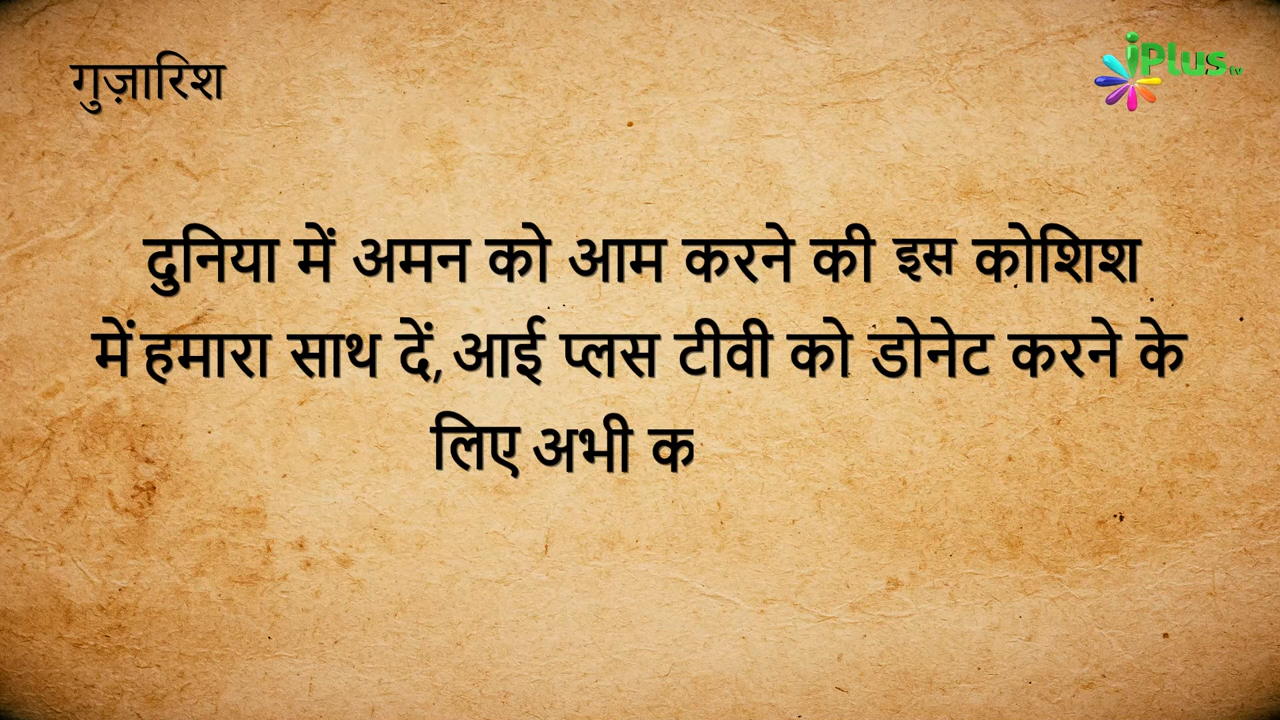 गुज़ारिश
iPlus tv
दुनिया में अमन को आम करने की इस कोशिश
में हमारा साथ दें, आई प्लस टीवी को डोनेट करने के
लिए अभी क